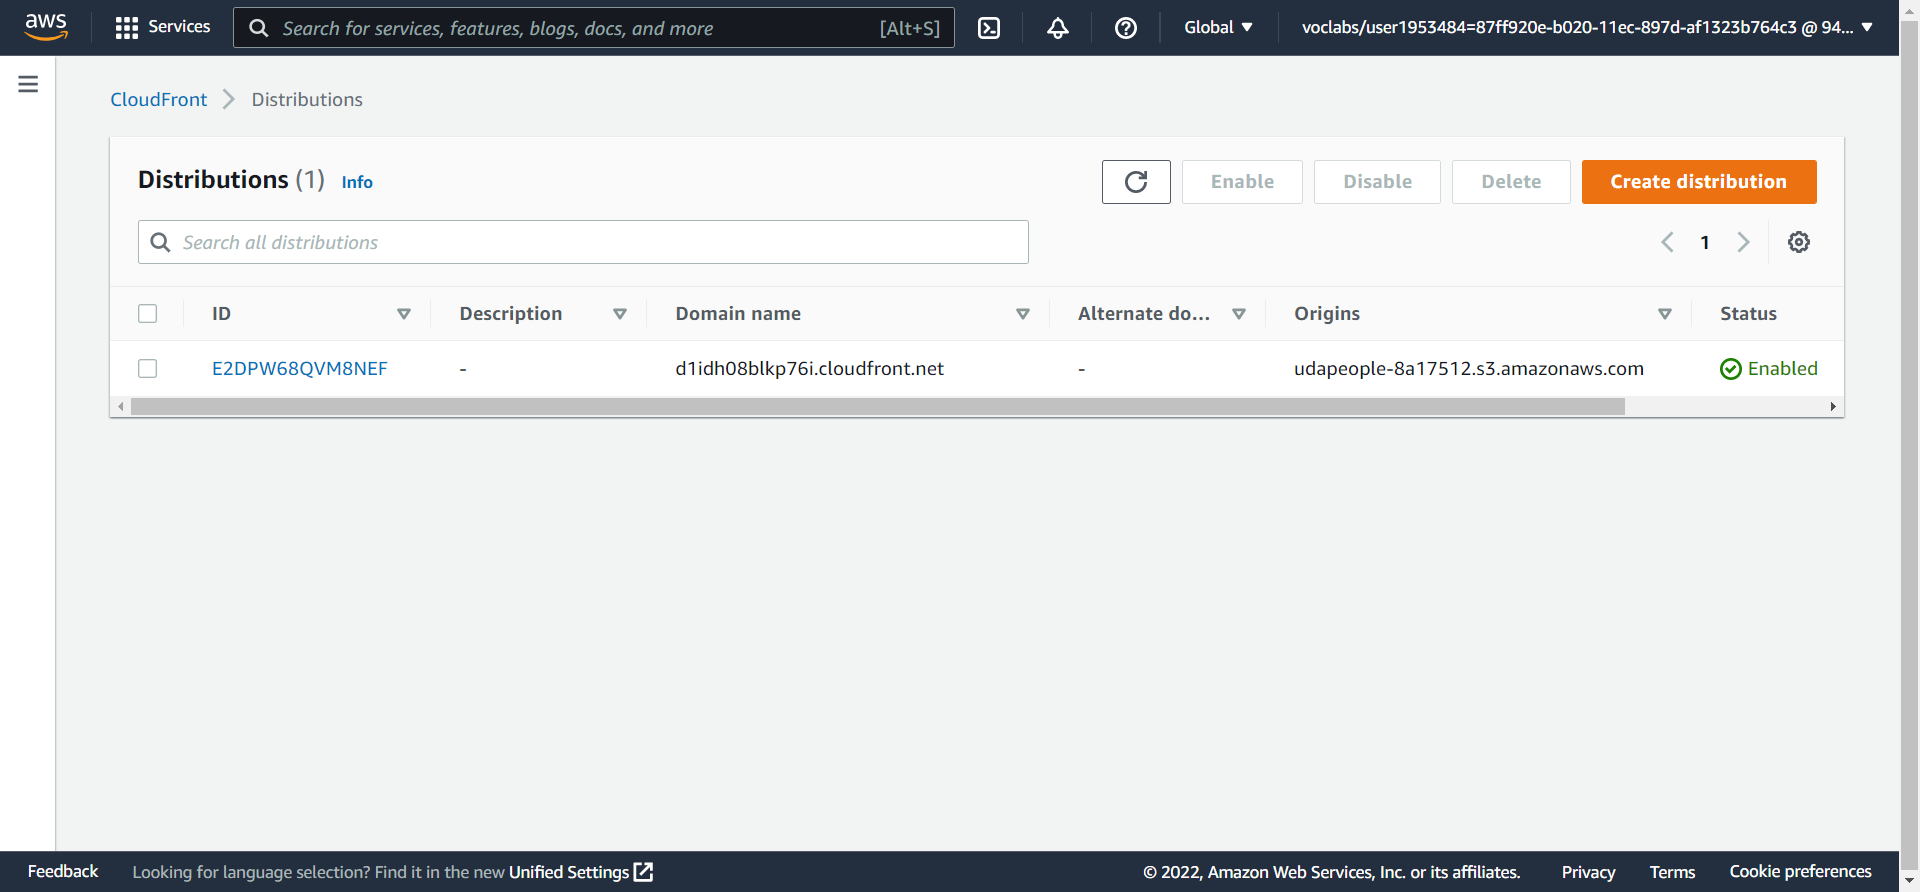 aws Services Search for services, features, blogs, docs, and more [Alt+S] Global voclabs/user1953484=87ff920e-b020-11ec-897d-af1323b764c3 @ 94...
CloudFront Distributions
Distributions (1) Info Enable Disable Delete Create distribution
Search all distributions 1
ID Description Domain name Alternate do... Origins Status
E2DPW68QVM8NEF - d1idh08blkp76i.cloudfront.net - udapeople-8a17512.s3.amazonaws.com Enabled
Feedback Looking for language selection? Find it in the new Unified Settings © 2022, Amazon Web Services, Inc. or its affiliates. Privacy Terms Cookie preferences